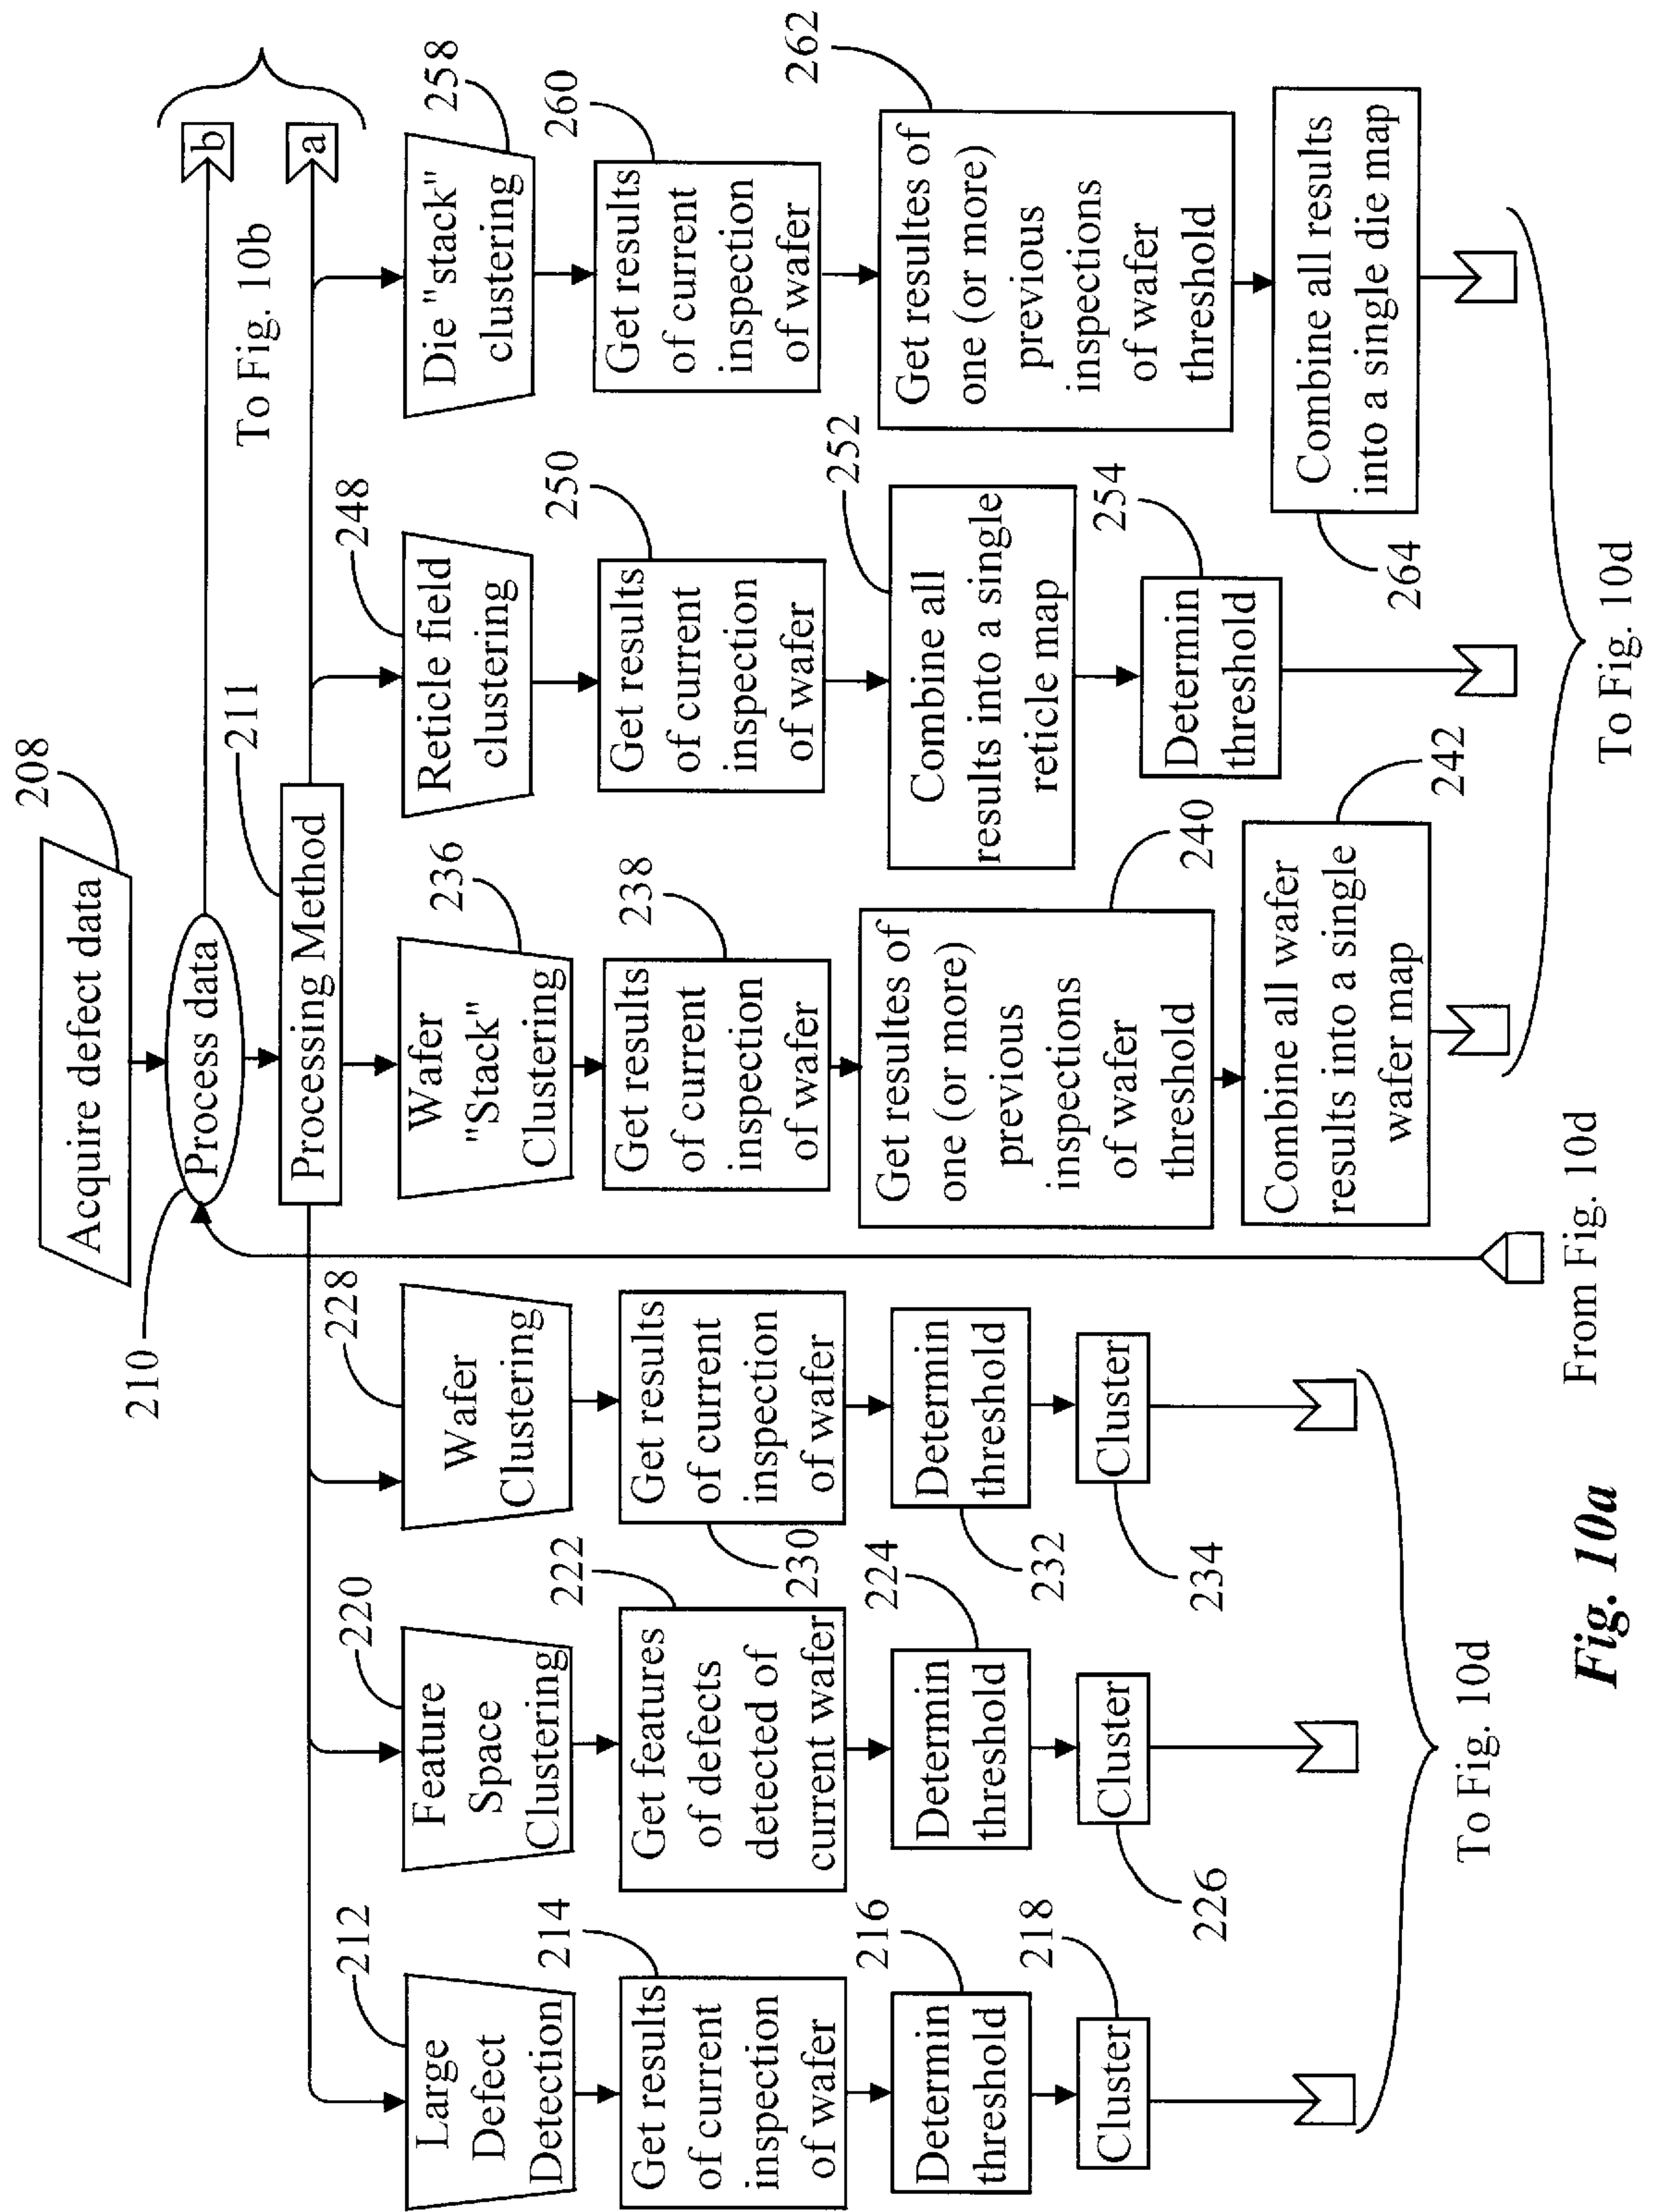 208
Acquire defect data
210
Process data
b
To Fig. 10b
211
Processing Method
a
212
Large
Defect
Detection
214
Get results
of current
inspection
of wafer
216
Determin
threshold
218
Cluster
220
Feature
Space
Clustering
222
Get features
of defects
detected of
current wafer
224
Determin
threshold
226
Cluster
228
Wafer
Clustering
230
Get results
of current
inspection
of wafer
232
Determin
threshold
234
Cluster
To Fig. 10d
From Fig. 10d
236
Wafer
"Stack"
Clustering
238
Get results
of current
inspection
of wafer
240
Get resultes of
one (or more)
previous
inspections
of wafer
threshold
242
Combine all wafer
results into a single
wafer map
248
Reticle field
clustering
250
Get results
of current
inspection
of wafer
252
Combine all
results into a single
reticle map
254
Determin
threshold
258
Die "stack"
clustering
260
Get results
of current
inspection
of wafer
262
Get resultes of
one (or more)
previous
inspections
of wafer
threshold
264
Combine all results
into a single die map
To Fig. 10d
Fig. 10a